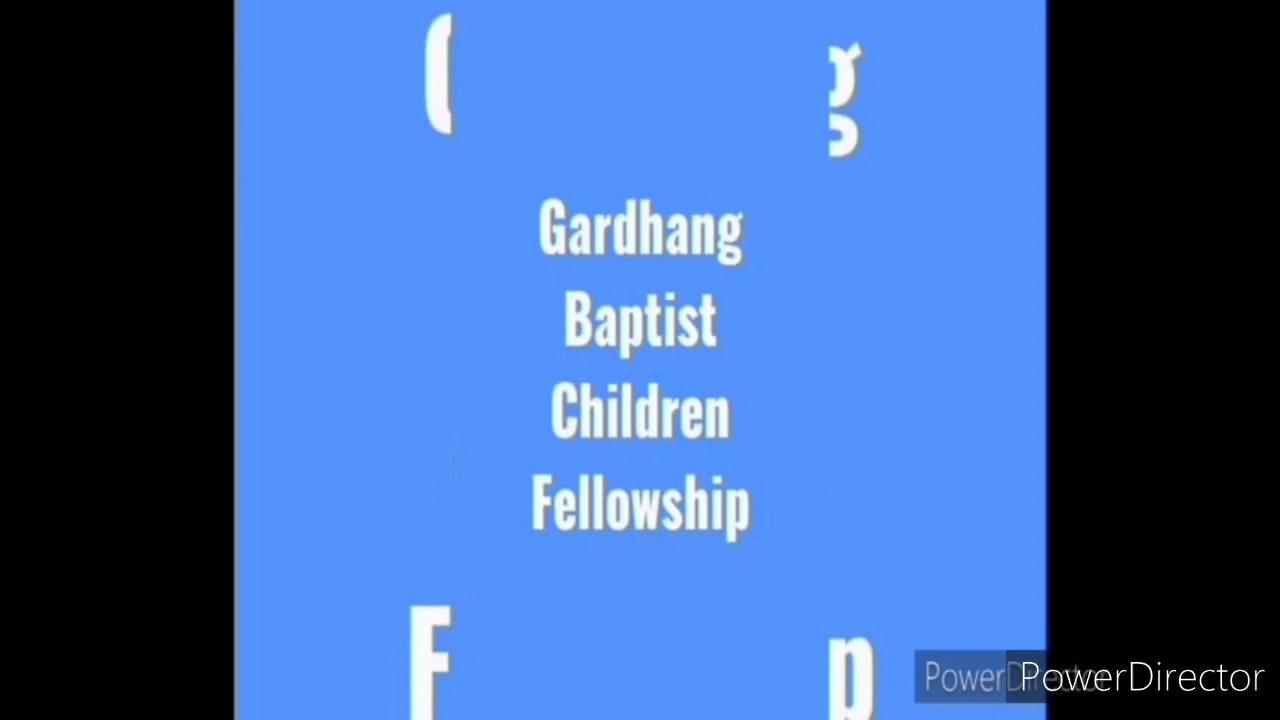 Gardhang
Baptist
Children
Fellowship
PowerDirector